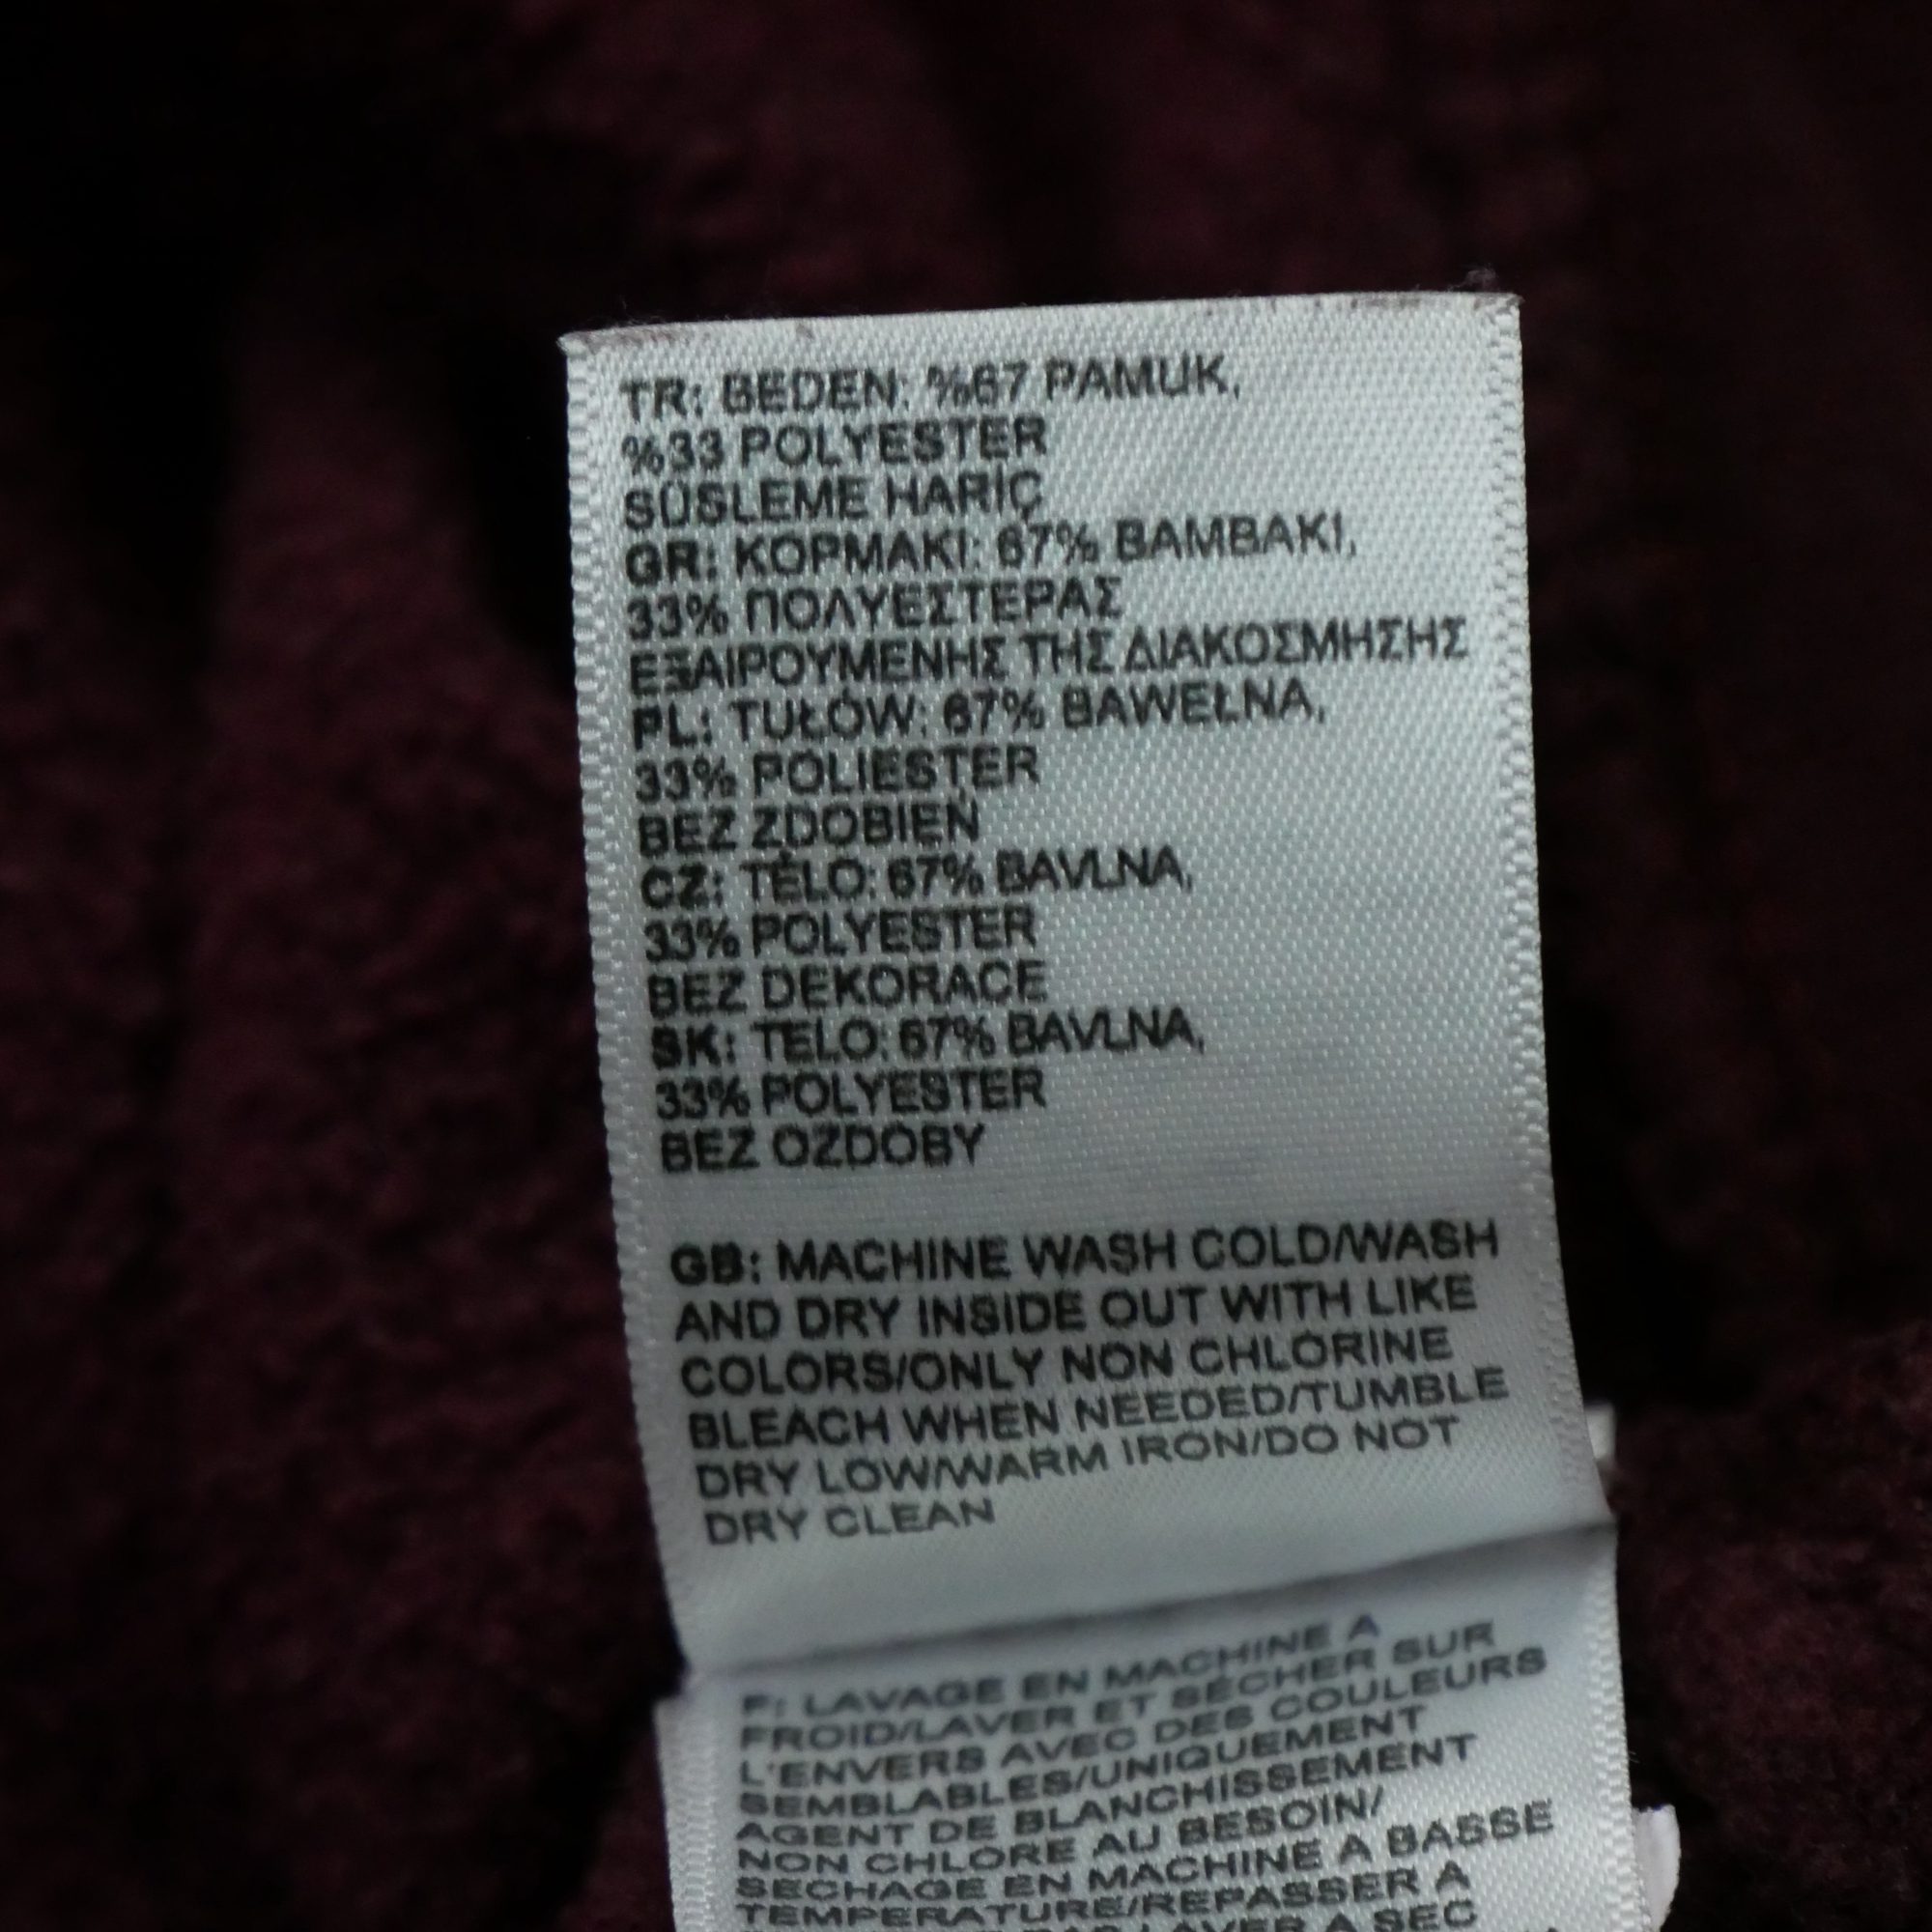 TR: BEDEN: %67 PAMUK,
%33 POLYESTER
SÜSLEME HARİÇ
GR: ΚΟΡΜΑΚΙ: 67% ΒΑΜΒΑΚΙ,
33% ΠΟΛΥΕΣΤΕΡΑΣ
ΕΞΑΙΡΟΥΜΕΝΗΣ ΤΗΣ ΔΙΑΚΟΣΜΗΣΗΣ
PL: TUŁÓW: 67% BAWEŁNA,
33% POLIESTER
BEZ ZDOBIEŃ
CZ: TĚLO: 67% BAVLNA,
33% POLYESTER
BEZ DEKORACE
SK: TELO: 67% BAVLNA,
33% POLYESTER
BEZ OZDOBY
GB: MACHINE WASH COLD/WASH
AND DRY INSIDE OUT WITH LIKE
COLORS/ONLY NON CHLORINE
BLEACH WHEN NEEDED/TUMBLE
DRY LOW/WARM IRON/DO NOT
DRY CLEAN
F: LAVAGE EN MACHINE A
FROID/LAVER ET SÉCHER SUR
L'ENVERS AVEC DES COULEURS
SEMBLABLES/UNIQUEMENT
AGENT DE BLANCHISSEMENT
NON CHLORE AU BESOIN/
SECHAGE EN MACHINE A BASSE
TEMPERATURE/REPASSER A
LAVER A SEC